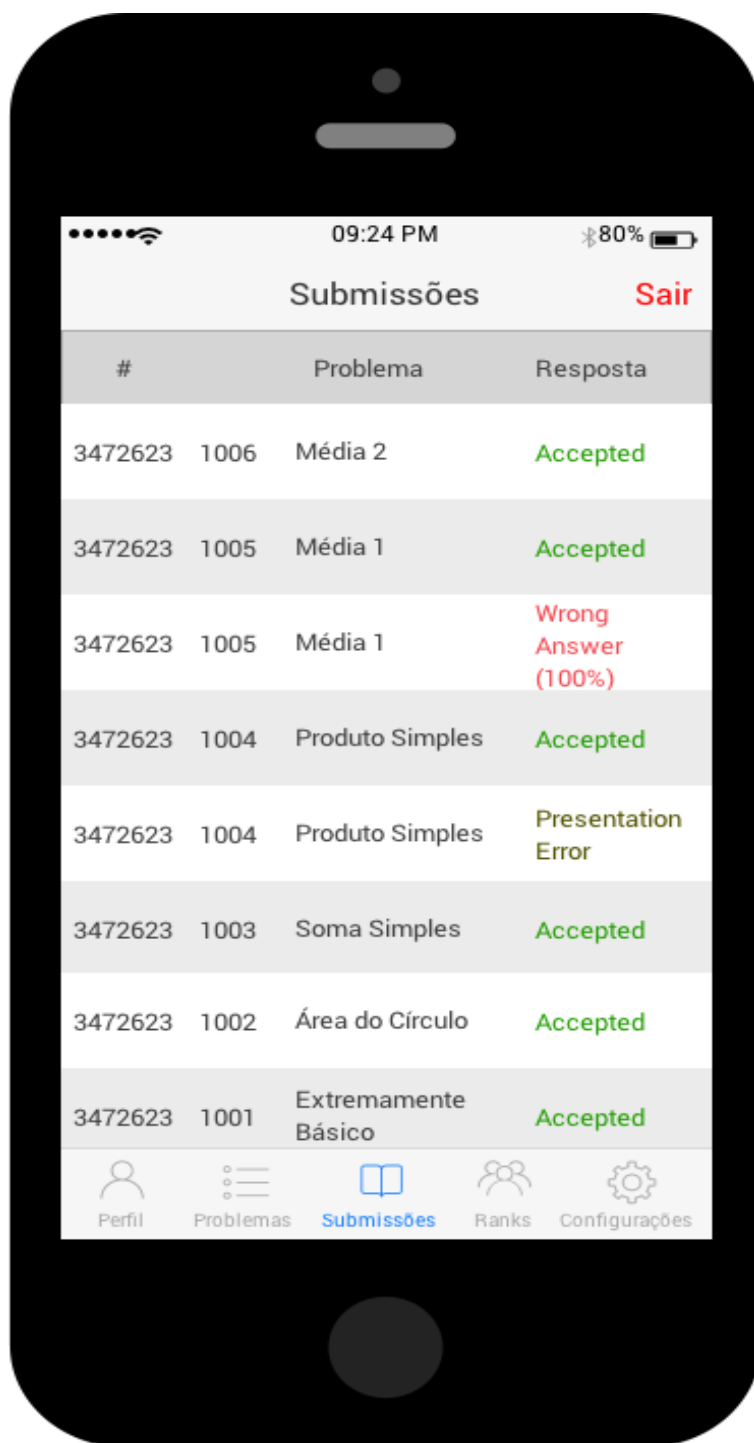 09:24 PM 80%
Submissões Sair
# Problema Resposta
3472623 1006 Média 2 Accepted
3472623 1005 Média 1 Accepted
3472623 1005 Média 1 Wrong
Answer
(100%)
3472623 1004 Produto Simples Accepted
3472623 1004 Produto Simples Presentation
Error
3472623 1003 Soma Simples Accepted
3472623 1002 Área do Círculo Accepted
3472623 1001 Extremamente
Básico Accepted
Perfil Problemas Submissões Ranks Configurações